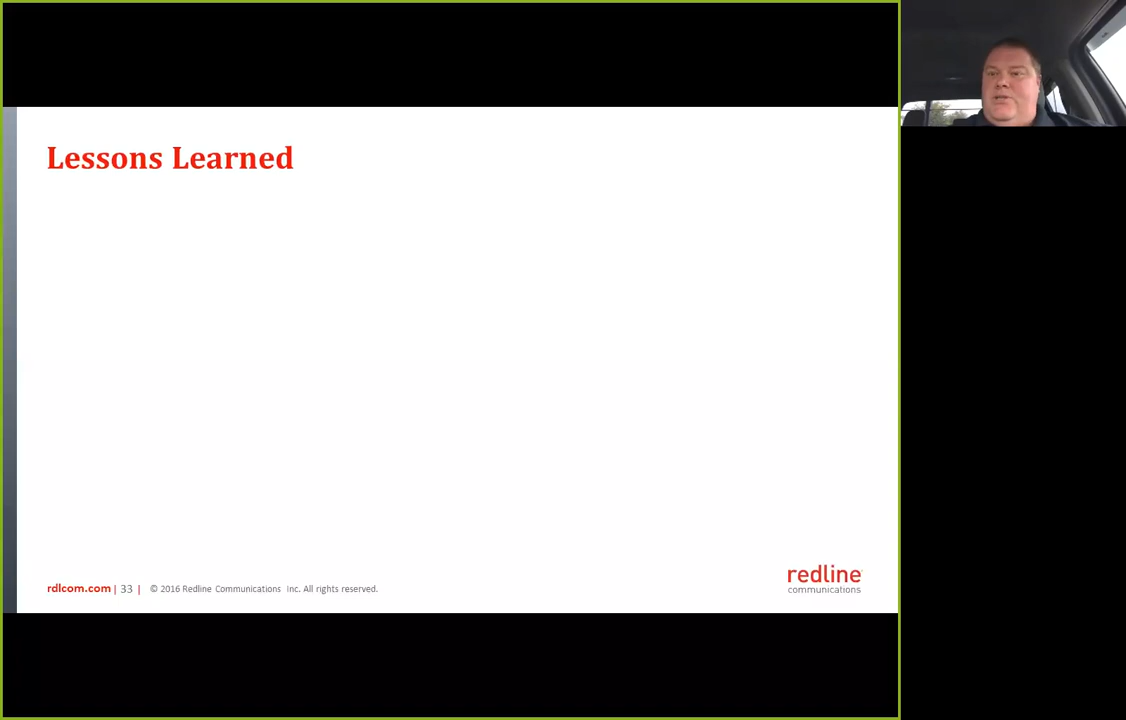 Lessons Learned
rdlcom.com | 33 | © 2016 Redline Communications Inc. All rights reserved.
redline
communications